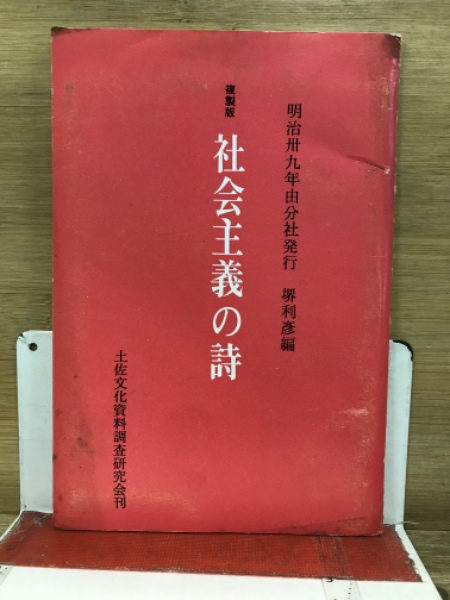 明治卅九年由分社発行　堺利彦編
複製版
社会主義の詩
土佐文化資料調査研究会刊